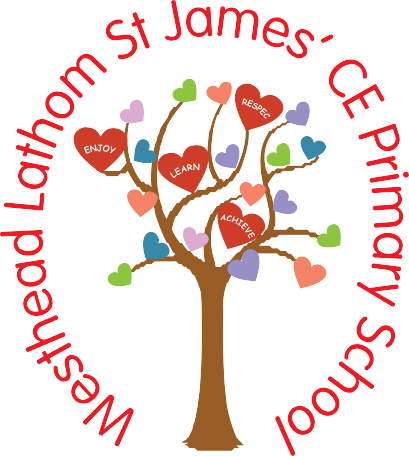 Westhead Lathom St James' CE Primary School
ENJOY
LEARN
RESPEC
ACHIEVE